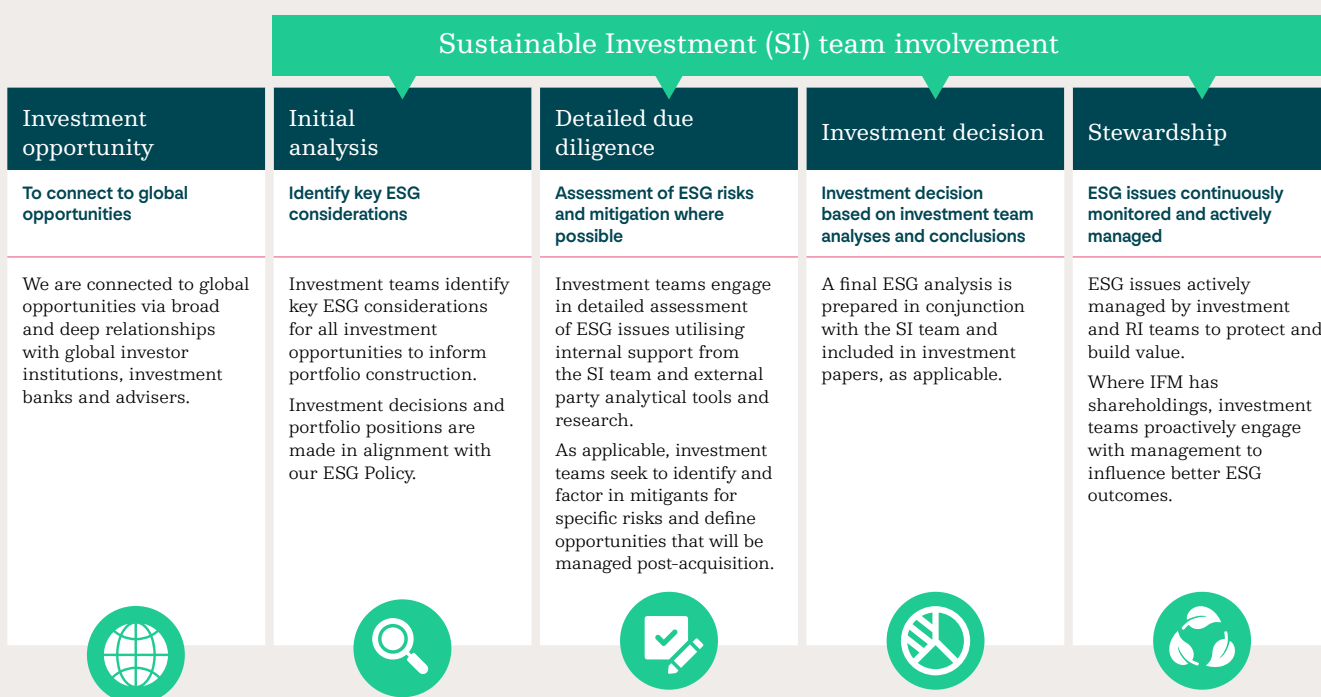 Sustainable Investment (SI) team involvement
Investment
opportunity
To connect to global
opportunities
We are connected to global
opportunities via broad
and deep relationships
with global investor
institutions, investment
banks and advisers.
Initial
analysis
Identify key ESG
considerations
Investment teams identify
key ESG considerations
for all investment
opportunities to inform
portfolio construction.
Investment decisions and
portfolio positions are
made in alignment with
our ESG Policy.
Detailed due
diligence
Assessment of ESG risks
and mitigation where
possible
Investment teams engage
in detailed assessment
of ESG issues utilising
internal support from
the SI team and external
party analytical tools and
research.
As applicable, investment
teams seek to identify and
factor in mitigants for
specific risks and define
opportunities that will be
managed post-acquisition.
Investment decision
Investment decision
based on investment team
analyses and conclusions
A final ESG analysis is
prepared in conjunction
with the SI team and
included in investment
papers, as applicable.
Stewardship
ESG issues continuously
monitored and actively
managed
ESG issues actively
managed by investment
and RI teams to protect and
build value.
Where IFM has
shareholdings, investment
teams proactively engage
with management to
influence better ESG
outcomes.